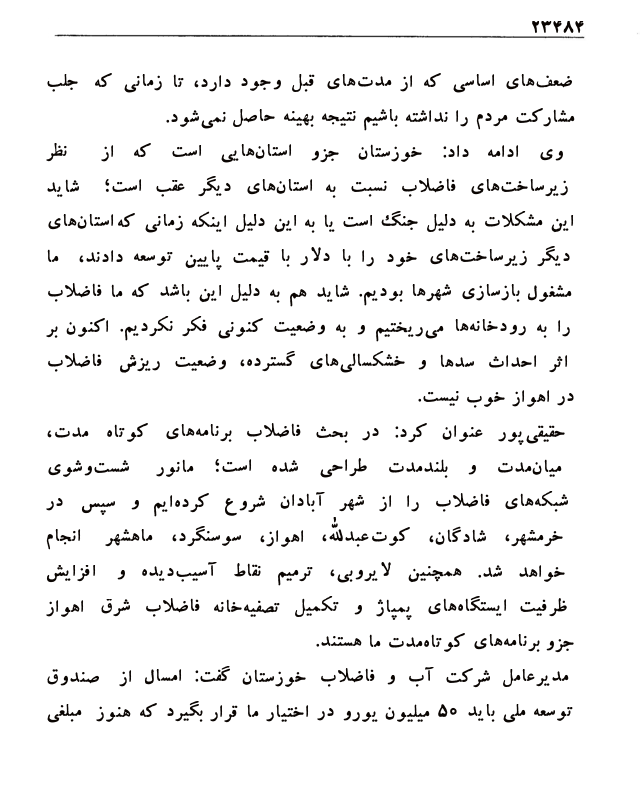 ۲۳۴۸۴
ضعف‌های اساسی که از مدت‌های قبل وجود دارد، تا زمانی که جلب
مشارکت مردم را نداشته باشیم نتیجه بهینه حاصل نمی‌شود.
وی ادامه داد: خوزستان جزو استان‌هایی است که از نظر
زیرساخت‌های فاضلاب نسبت به استان‌های دیگر عقب است؛ شاید
این مشکلات به دلیل جنگ است یا به این دلیل اینکه زمانی که استان‌های
دیگر زیرساخت‌های خود را با دلار با قیمت پایین توسعه دادند، ما
مشغول بازسازی شهرها بودیم. شاید هم به دلیل این باشد که ما فاضلاب
را به رودخانه‌ها می‌ریختیم و به وضعیت کنونی فکر نکردیم. اکنون بر
اثر احداث سدها و خشکسالی‌های گسترده، وضعیت ریزش فاضلاب
در اهواز خوب نیست.
حقیقی‌پور عنوان کرد: در بحث فاضلاب برنامه‌های کوتاه مدت،
میان‌مدت و بلندمدت طراحی شده است؛ مانور شست‌وشوی
شبکه‌های فاضلاب را از شهر آبادان شروع کرده‌ایم و سپس در
خرمشهر، شادگان، کوت‌عبدالله، اهواز، سوسنگرد، ماهشهر انجام
خواهد شد. همچنین لایروبی، ترمیم نقاط آسیب‌دیده و افزایش
ظرفیت ایستگاه‌های پمپاژ و تکمیل تصفیه‌خانه فاضلاب شرق اهواز
جزو برنامه‌های کوتاه‌مدت ما هستند.
مدیرعامل شرکت آب و فاضلاب خوزستان گفت: امسال از صندوق
توسعه ملی باید ۵۰ میلیون یورو در اختیار ما قرار بگیرد که هنوز مبلغی